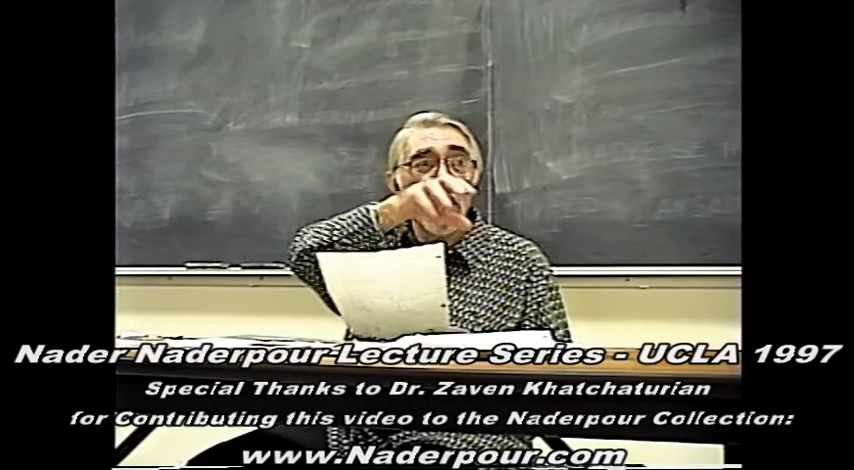 Nader Naderpour Lecture Series - UCLA 1997
Special Thanks to Dr. Zaven Khatchaturian
for Contributing this video to the Naderpour Collection:
www.Naderpour.com